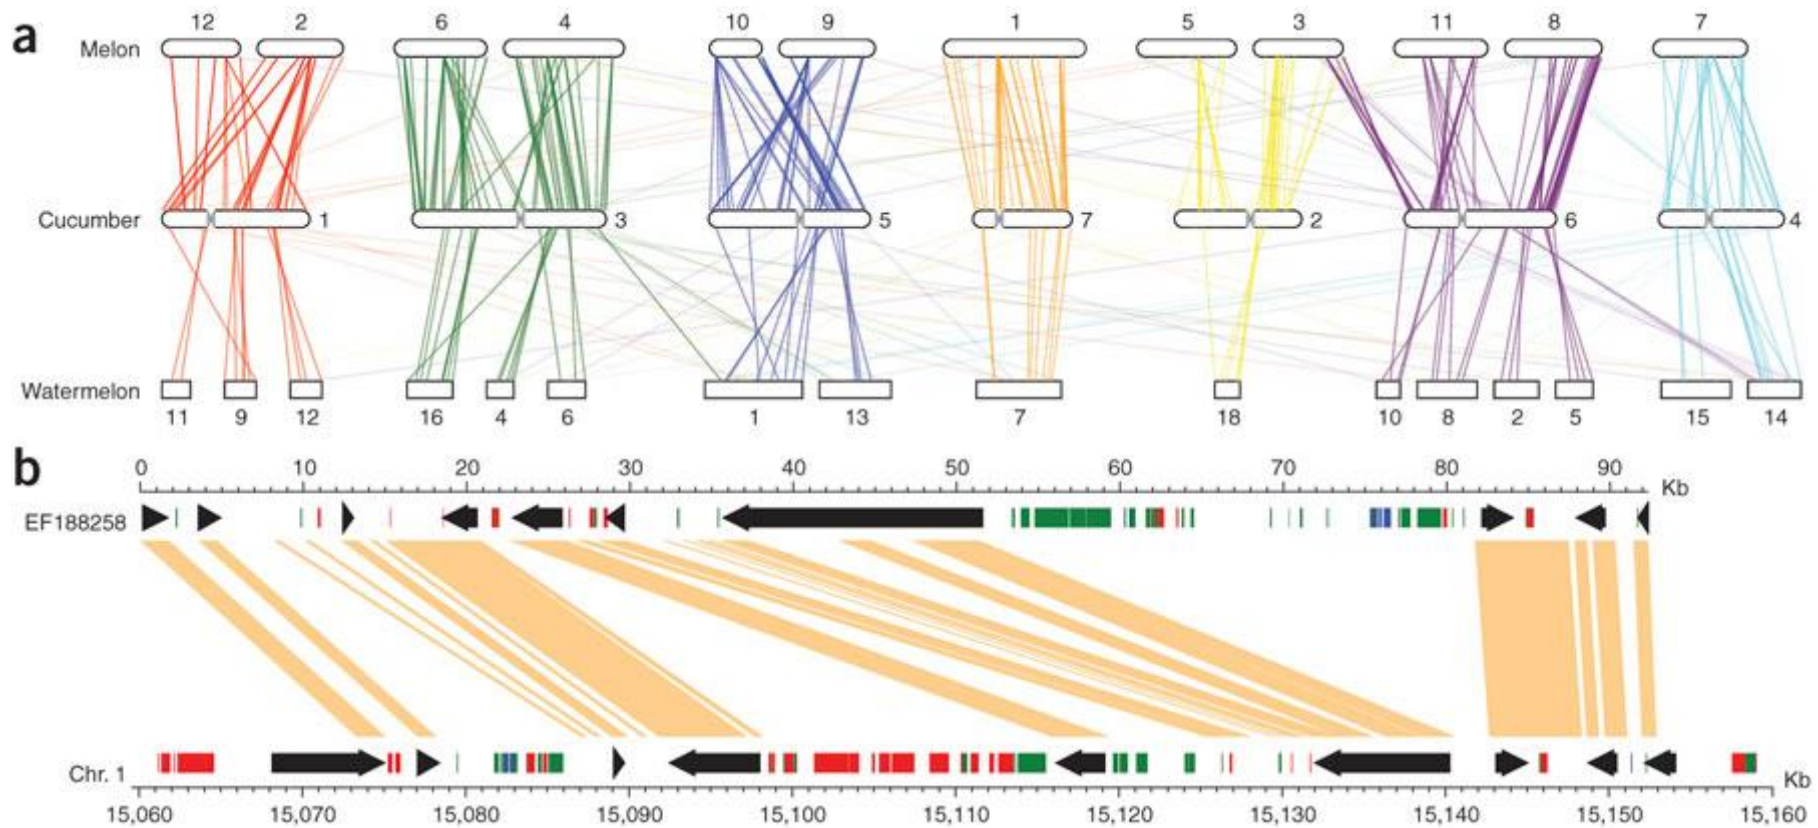 a
12 2 6 4 10 9 1 5 3 11 8 7
Melon
Cucumber 1 3 5 7 2 6 4
Watermelon
11 9 12 16 4 6 1 13 7 18 10 8 2 5 15 14
b
0 10 20 30 40 50 60 70 80 90
Kb
EF188258
Chr. 1
Kb
15,060 15,070 15,080 15,090 15,100 15,110 15,120 15,130 15,140 15,150 15,160